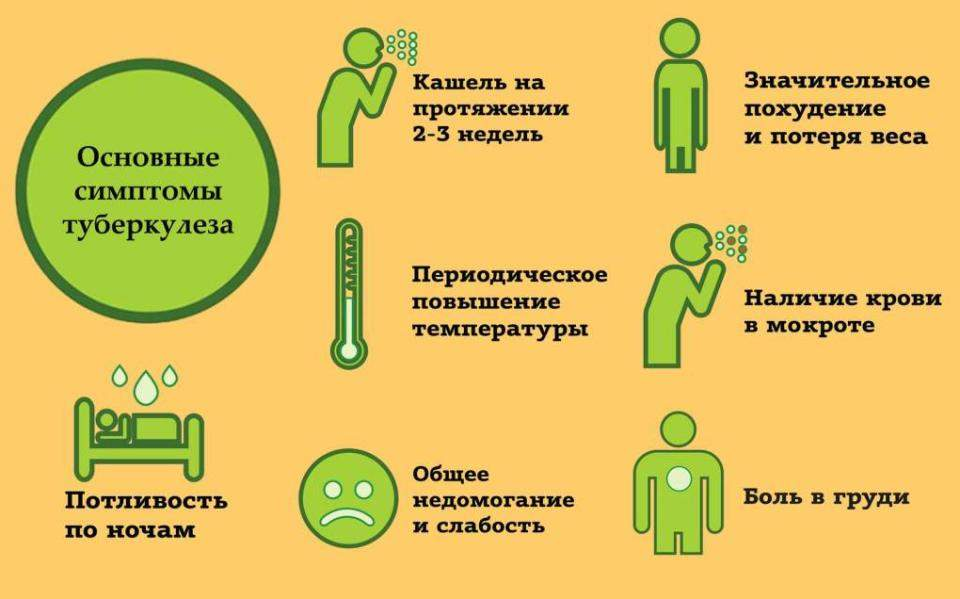 Основные
симптомы
туберкулеза
Кашель на
протяжении
2-3 недель
Значительное
похудение
и потеря веса
Периодическое
повышение
температуры
Наличие крови
в мокроте
Потливость
по ночам
Общее
недомогание
и слабость
Боль в груди